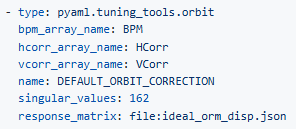 - type: pyaml.tuning_tools.orbit
  bpm_array_name: BPM
  hcorr_array_name: HCorr
  vcorr_array_name: VCorr
  name: DEFAULT_ORBIT_CORRECTION
  singular_values: 162
  response_matrix: file:ideal_orm_disp.json